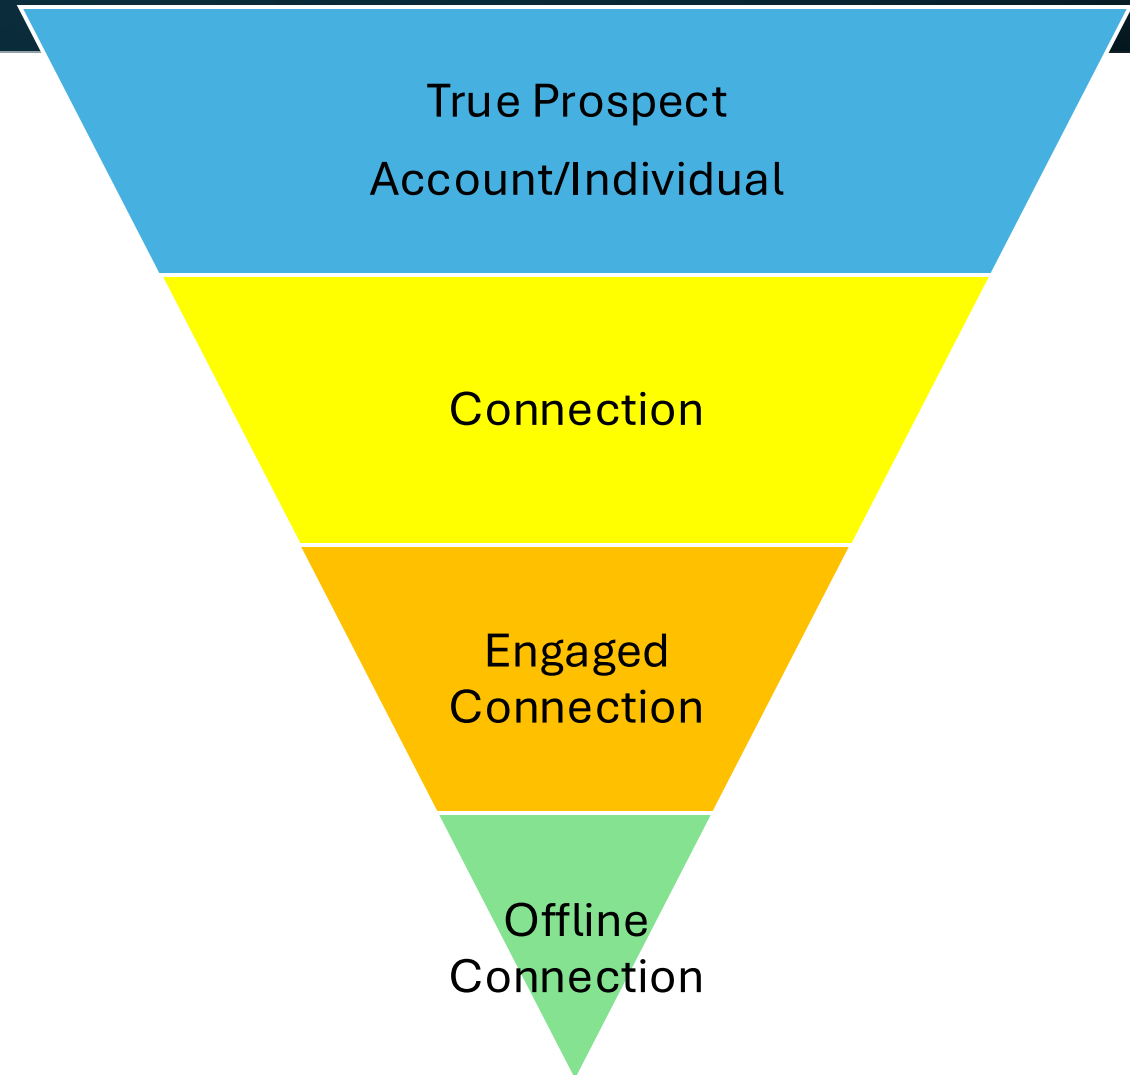 True Prospect
Account/Individual
Connection
Engaged
Connection
Offline
Connection